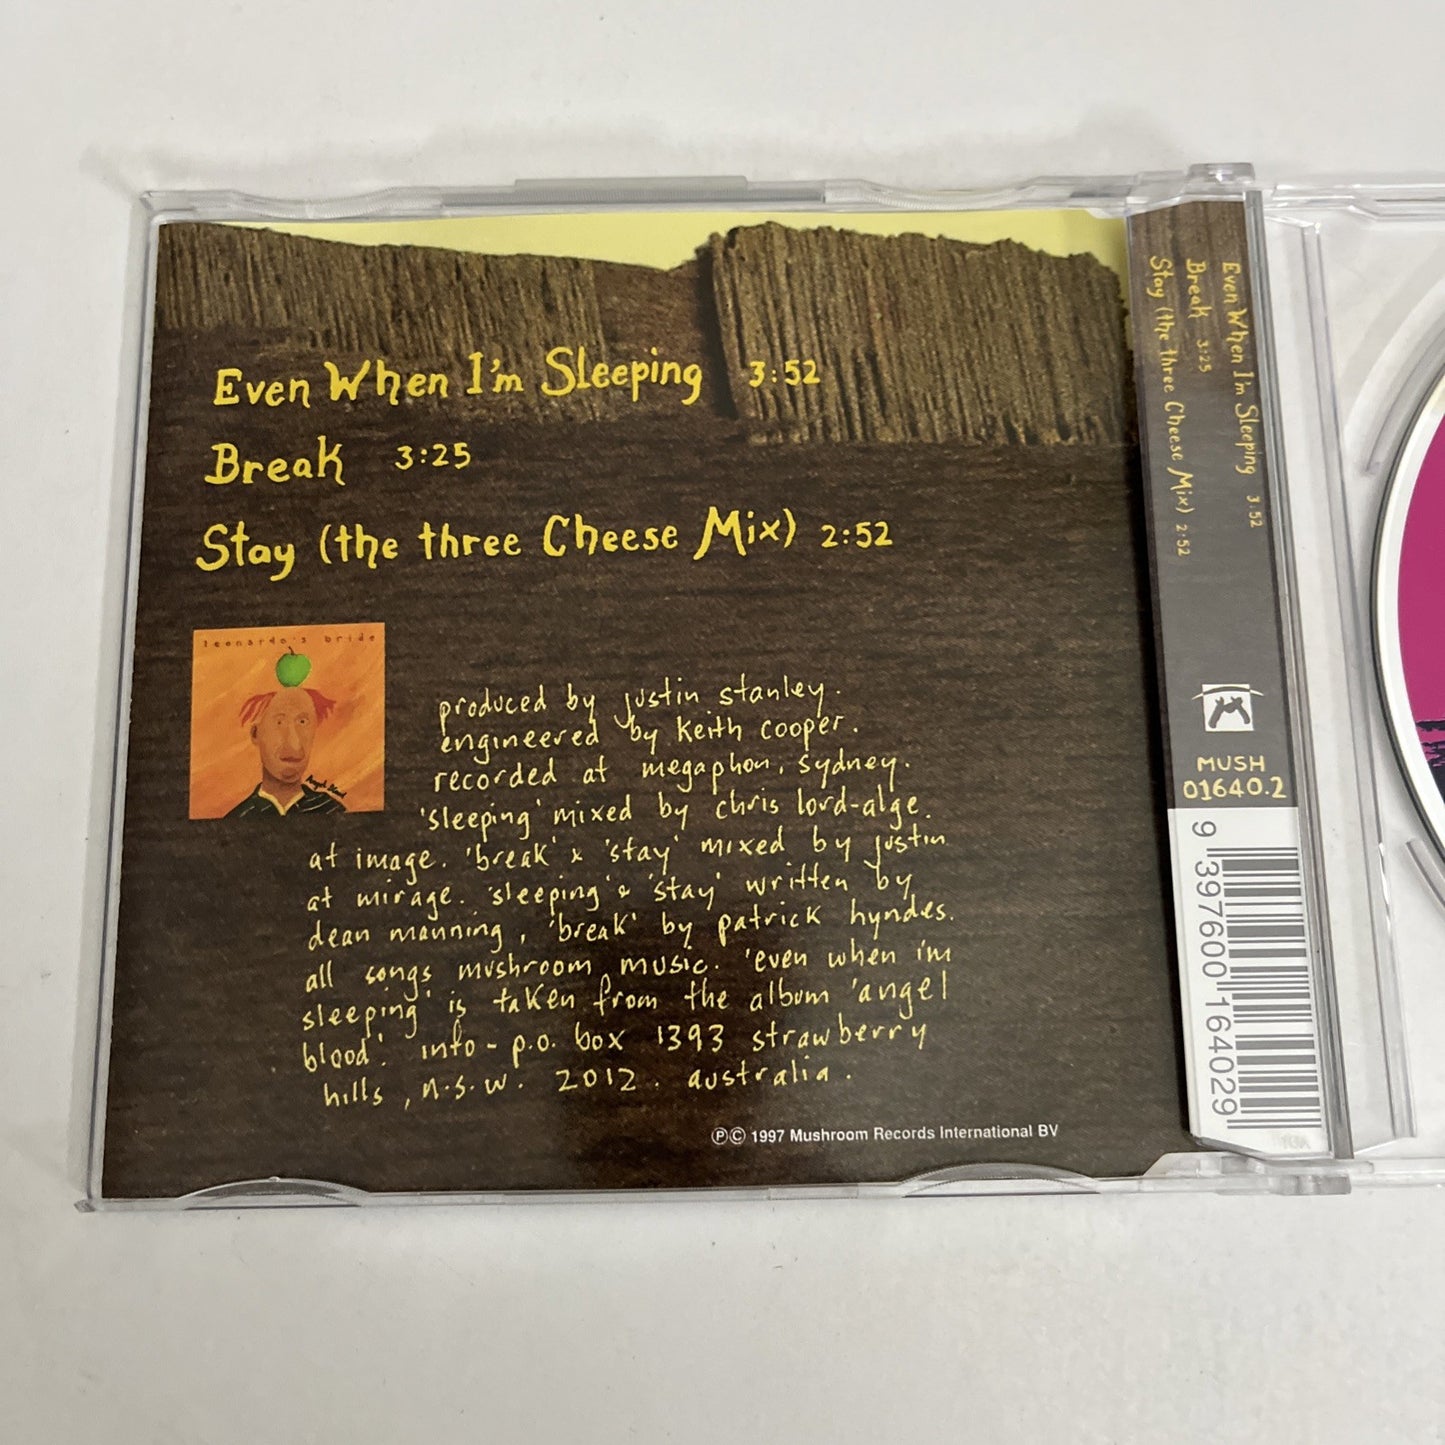 Even When I'm Sleeping 3:52
Break 3:25
Stay (the three Cheese Mix) 2:52
leonardo's bride
Angel Blood
produced by justin stanley.
engineered by keith cooper.
recorded at megaphon, sydney.
'sleeping' mixed by chris lord-alge.
at image. 'break' & 'stay' mixed by justin
at mirage. 'sleeping' & 'stay' written by
dean manning, 'break' by patrick hyndes.
all songs mushroom music. 'even when i'm
sleeping' is taken from the album 'angel
blood'. info - p.o. box 1393 strawberry
hills, n.s.w. 2012. australia.
℗© 1997 Mushroom Records International BV
Even When I'm Sleeping 3:52
Break 3:25
Stay (the three Cheese Mix) 2:52
M
MUSH
01640.2
9 397600 164029